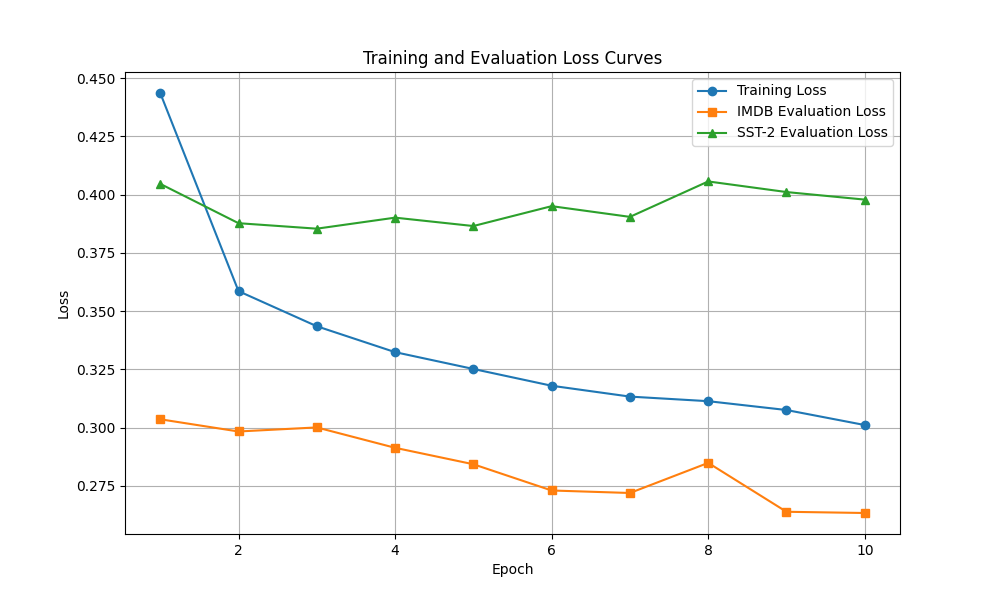 Training and Evaluation Loss Curves
Training Loss
IMDB Evaluation Loss
SST-2 Evaluation Loss
Loss
0.450
0.425
0.400
0.375
0.350
0.325
0.300
0.275
2 4 6 8 10
Epoch